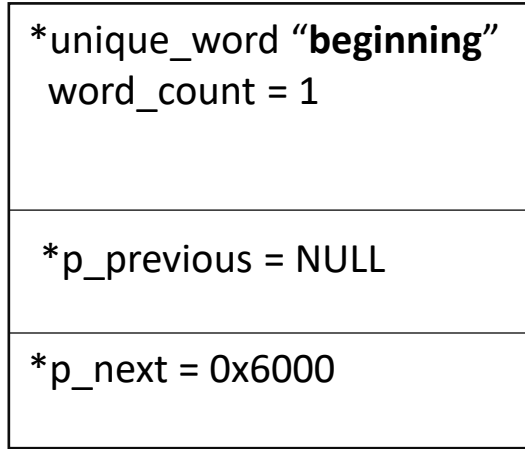 *unique_word “beginning”
word_count = 1
*p_previous = NULL
*p_next = 0x6000